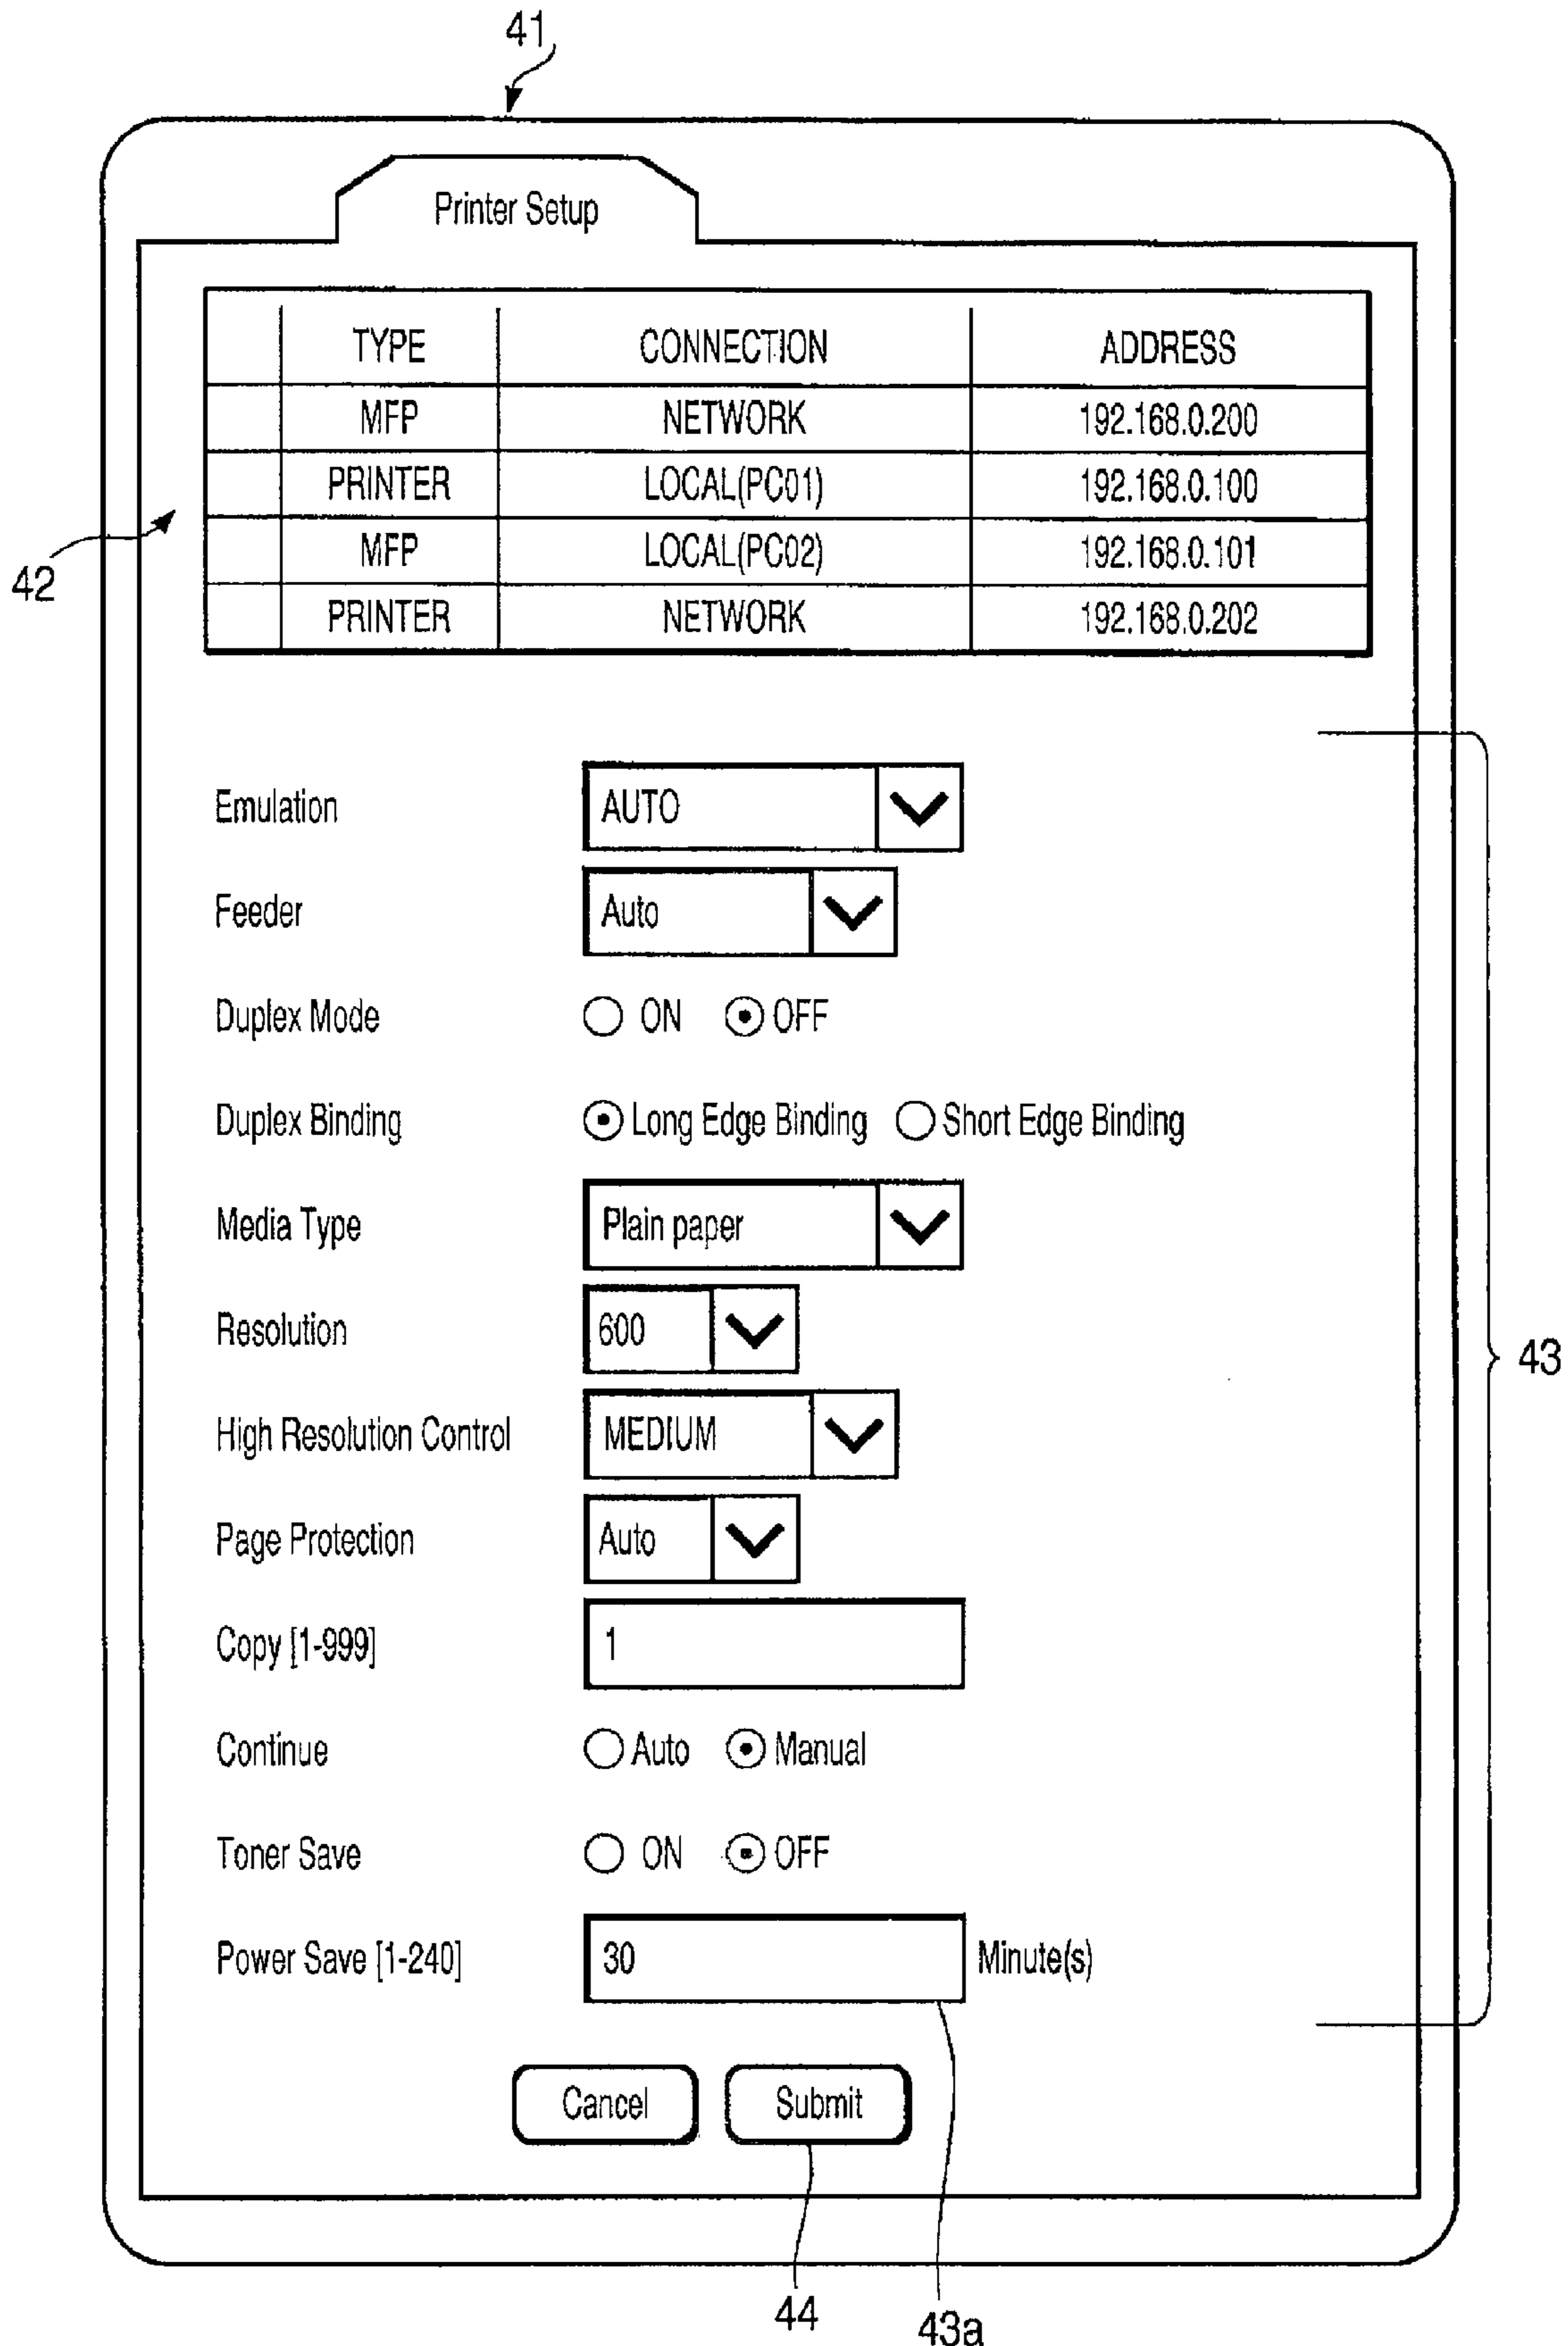 41
Printer Setup
TYPE CONNECTION ADDRESS
MFP NETWORK 192.168.0.200
PRINTER LOCAL(PC01) 192.168.0.100
MFP LOCAL(PC02) 192.168.0.101
PRINTER NETWORK 192.168.0.202
42
Emulation AUTO
Feeder Auto
Duplex Mode ON OFF
Duplex Binding Long Edge Binding Short Edge Binding
Media Type Plain paper
Resolution 600
43
High Resolution Control MEDIUM
Page Protection Auto
Copy [1-999] 1
Continue Auto Manual
Toner Save ON OFF
Power Save [1-240] 30 Minute(s)
Cancel Submit
44
43a